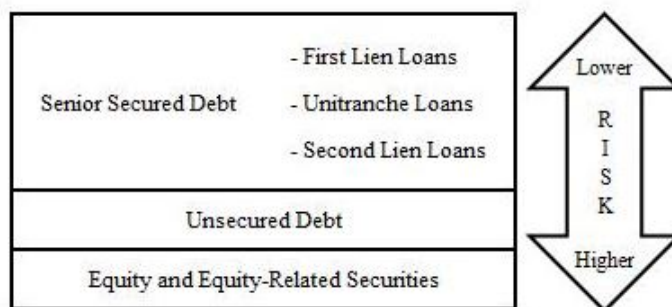 - First Lien Loans
Senior Secured Debt
- Unitranche Loans
- Second Lien Loans
Unsecured Debt
Equity and Equity-Related Securities
Lower
R
I
S
K
Higher